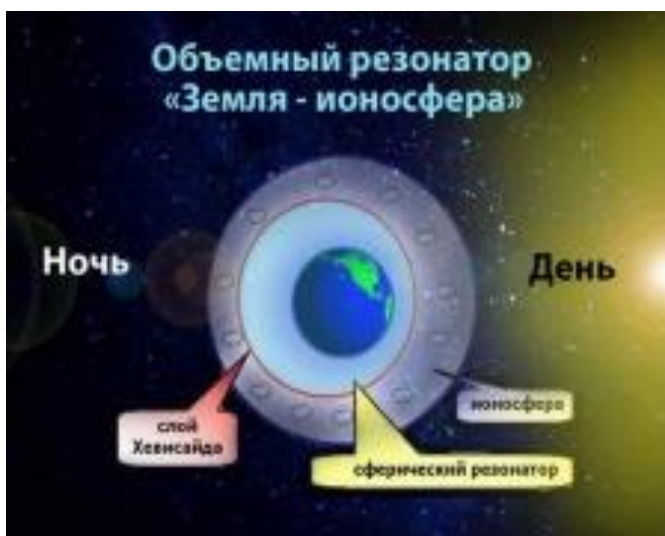 Объемный резонатор
«Земля - ионосфера»
Ночь
День
ионосфера
слой
Хевисайда
сферический резонатор